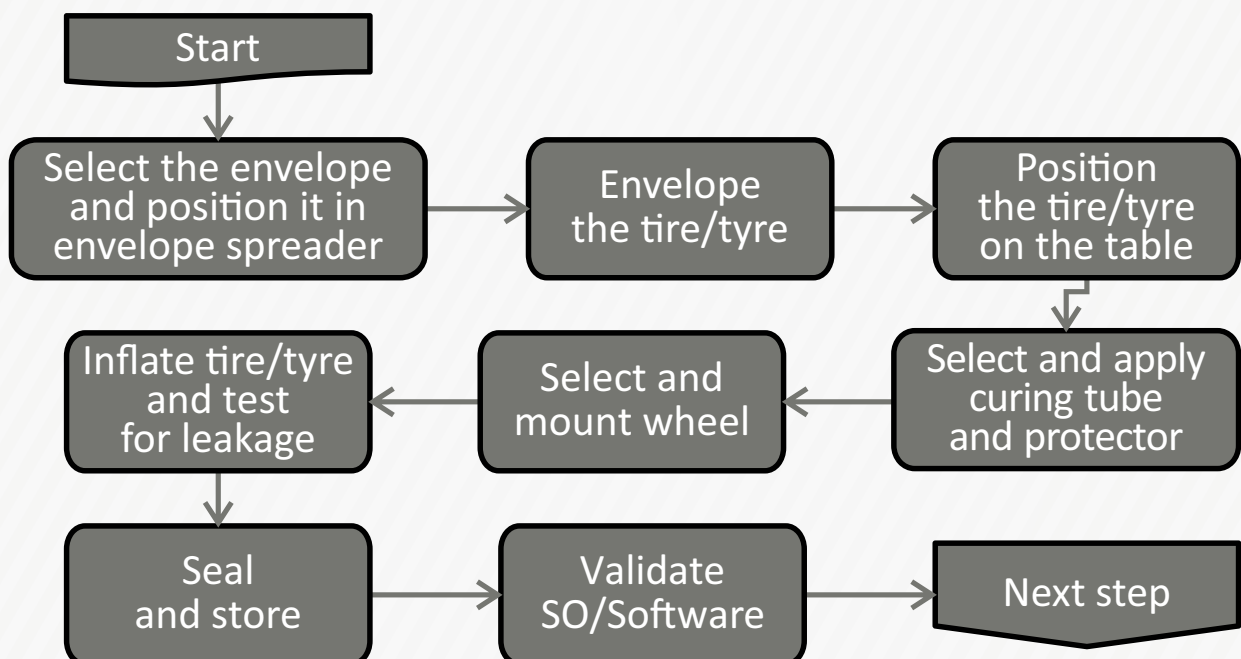 Start
Select the envelope
and position it in
envelope spreader
Envelope
the tire/tyre
Position
the tire/tyre
on the table
Select and apply
curing tube
and protector
Select and
mount wheel
Inflate tire/tyre
and test
for leakage
Seal
and store
Validate
SO/Software
Next step